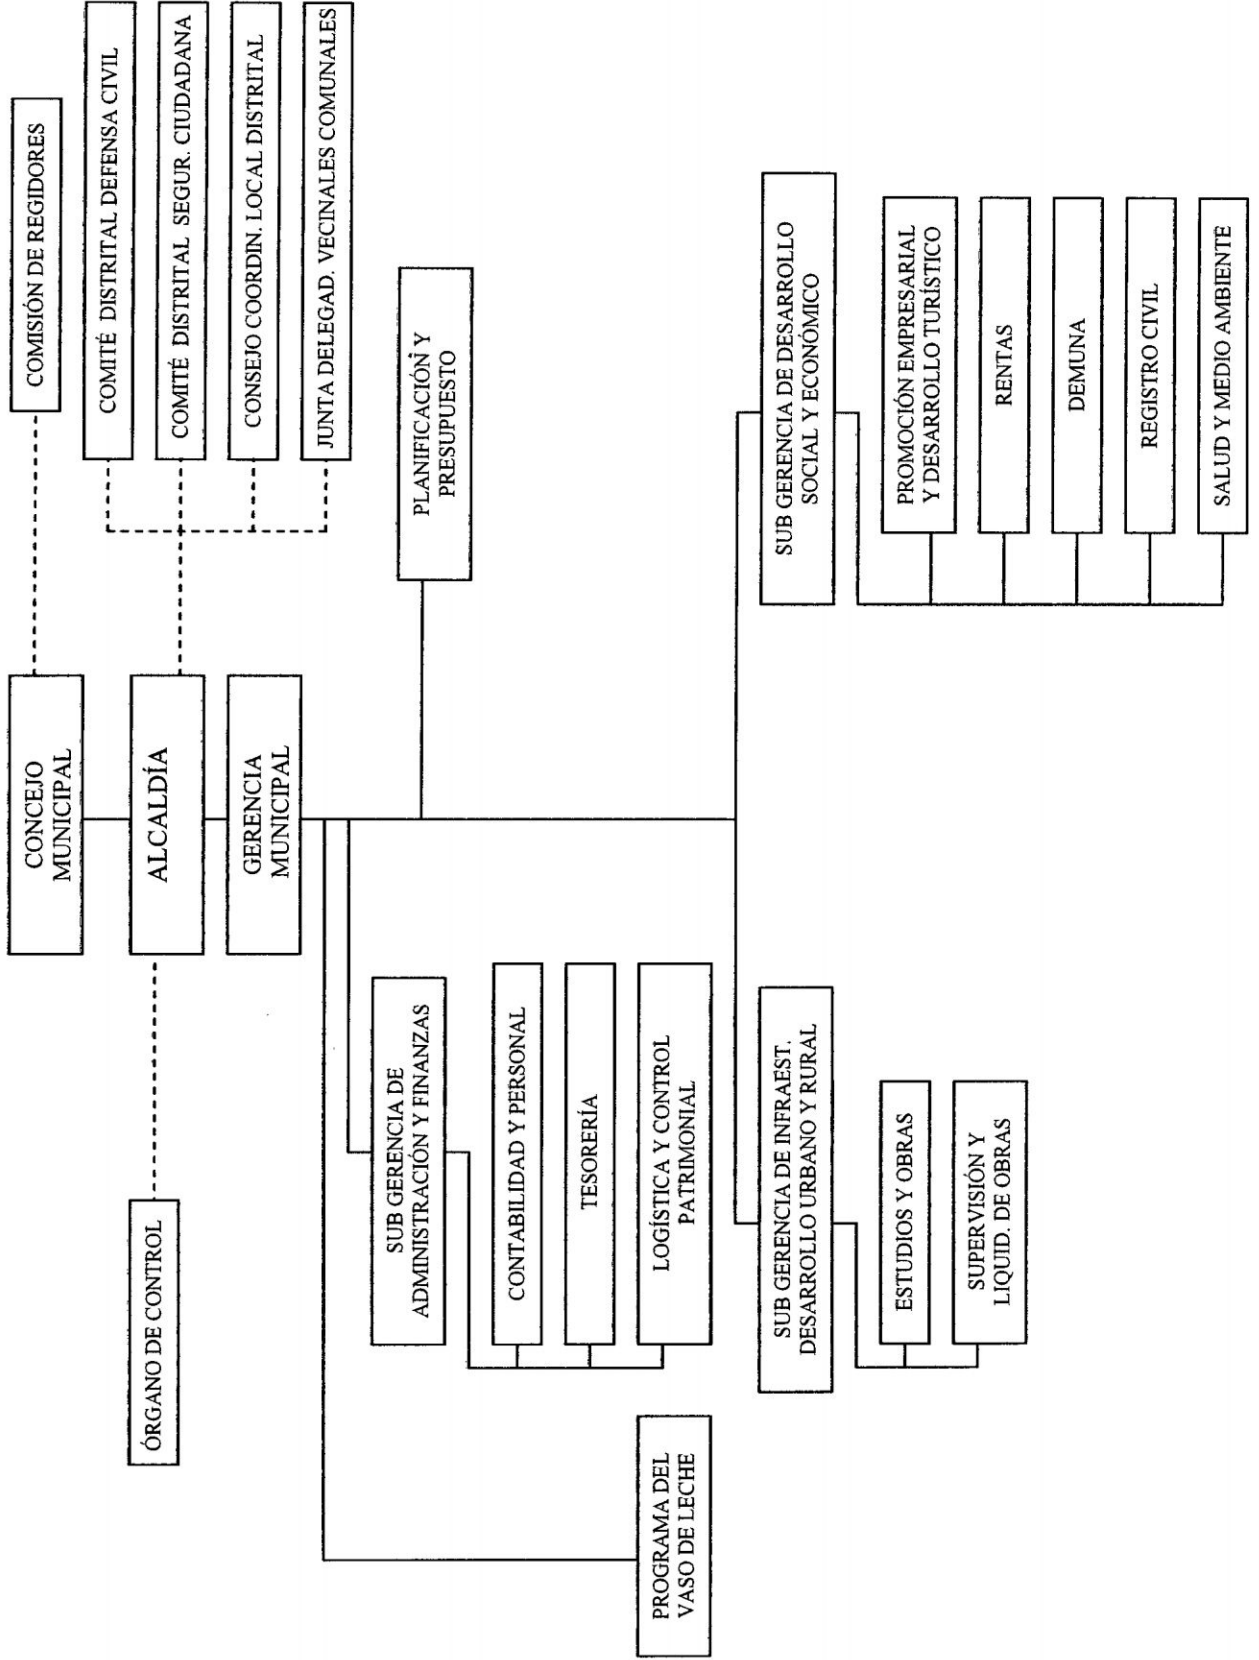 CONCEJO
MUNICIPAL
COMISIÓN DE REGIDORES
ÓRGANO DE CONTROL
ALCALDÍA
COMITÉ DISTRITAL DEFENSA CIVIL
COMITÉ DISTRITAL SEGUR. CIUDADANA
CONSEJO COORDIN. LOCAL DISTRITAL
JUNTA DELEGAD. VECINALES COMUNALES
GERENCIA
MUNICIPAL
PLANIFICACIÓN Y
PRESUPUESTO
SUB GERENCIA DE
ADMINISTRACIÓN Y FINANZAS
CONTABILIDAD Y PERSONAL
TESORERÍA
LOGÍSTICA Y CONTROL
PATRIMONIAL
PROGRAMA DEL
VASO DE LECHE
SUB GERENCIA DE INFRAEST.
DESARROLLO URBANO Y RURAL
ESTUDIOS Y OBRAS
SUPERVISIÓN Y
LIQUID. DE OBRAS
SUB GERENCIA DE DESARROLLO
SOCIAL Y ECONÓMICO
PROMOCIÓN EMPRESARIAL
Y DESARROLLO TURÍSTICO
RENTAS
DEMUNA
REGISTRO CIVIL
SALUD Y MEDIO AMBIENTE